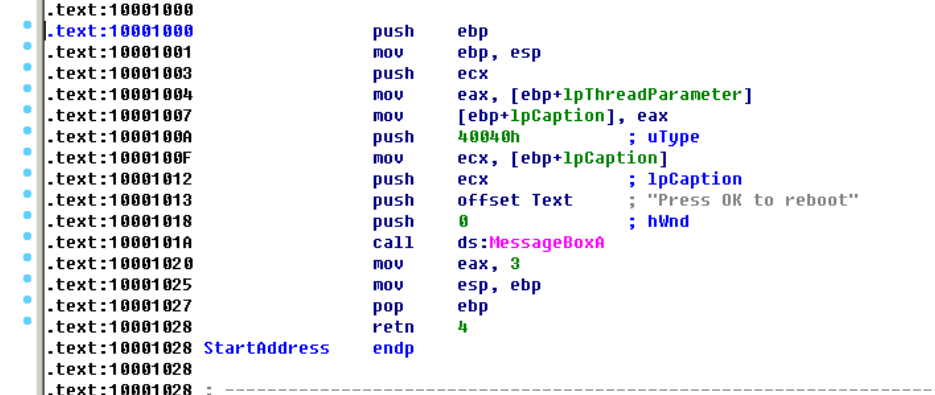 .text:10001000
.text:10001000 push ebp
.text:10001001 mov ebp, esp
.text:10001003 push ecx
.text:10001004 mov eax, [ebp+lpThreadParameter]
.text:10001007 mov [ebp+lpCaption], eax
.text:1000100A push 40040h ; uType
.text:1000100F mov ecx, [ebp+lpCaption]
.text:10001012 push ecx ; lpCaption
.text:10001013 push offset Text ; "Press OK to reboot"
.text:10001018 push 0 ; hWnd
.text:1000101A call ds:MessageBoxA
.text:10001020 mov eax, 3
.text:10001025 mov esp, ebp
.text:10001027 pop ebp
.text:10001028 retn 4
.text:10001028 StartAddress endp
.text:10001028
.text:10001028 ; ---------------------------------------------------------------------------